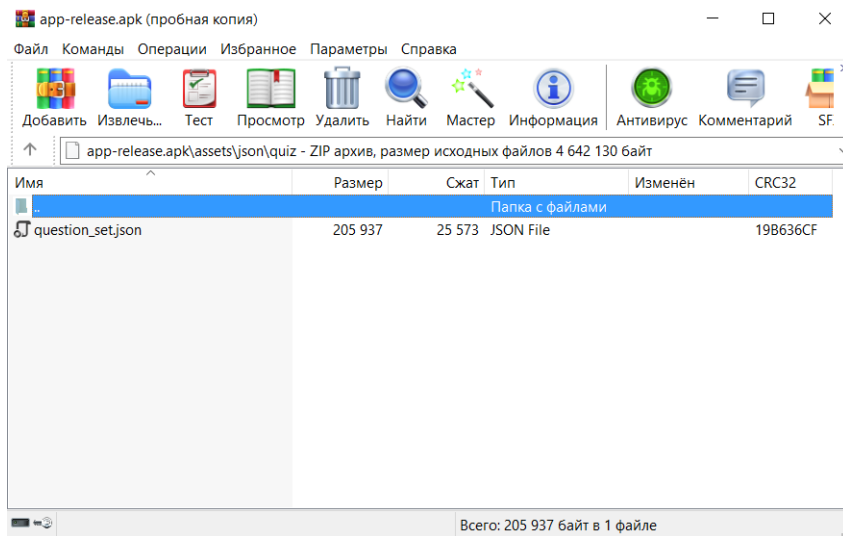 app-release.apk (пробная копия)
Файл Команды Операции Избранное Параметры Справка
Добавить Извлечь... Тест Просмотр Удалить Найти Мастер Информация Антивирус Комментарий SF
app-release.apk\assets\json\quiz - ZIP архив, размер исходных файлов 4 642 130 байт
Имя Размер Сжат Тип Изменён CRC32
.. Папка с файлами
question_set.json 205 937 25 573 JSON File 19B636CF
Всего: 205 937 байт в 1 файле